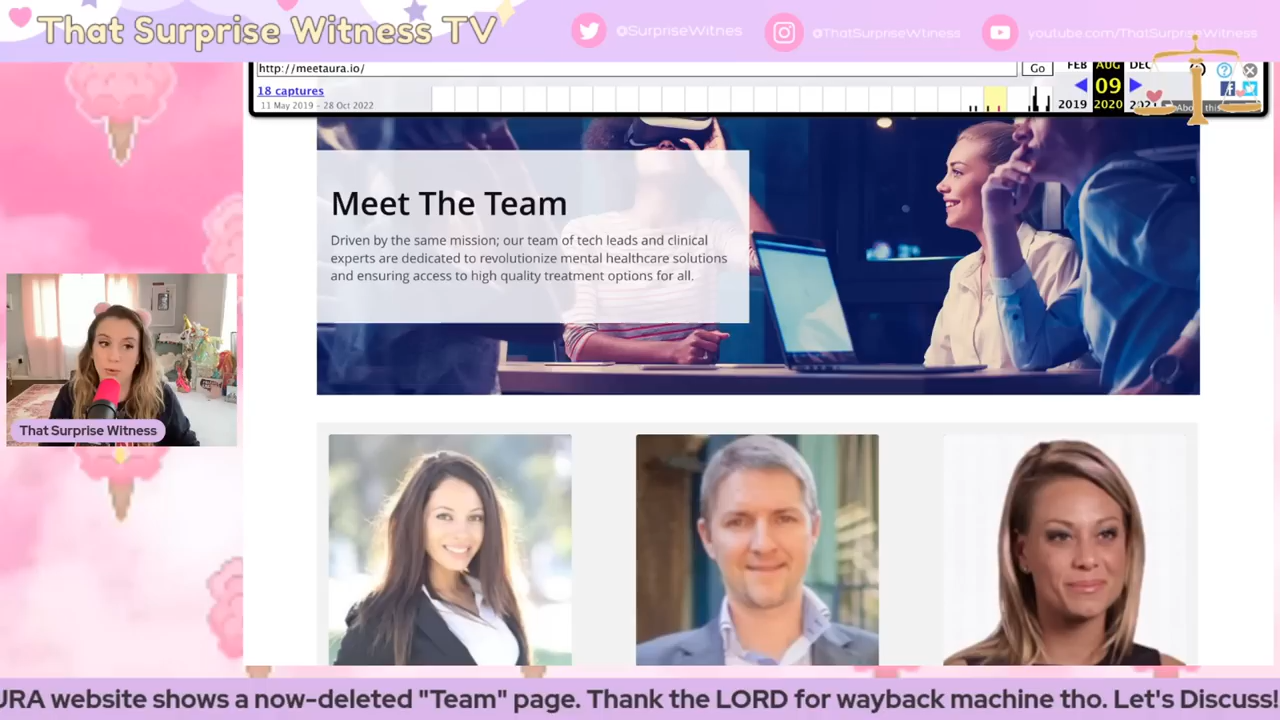 That Surprise Witness TV
@SurpriseWitnes
@ThatSurpriseWitness
youtube.com/ThatSurpriseWitness
http://meetaura.io/
Go
FEB AUG DEC
18 captures
09
11 May 2019 - 28 Oct 2022
2019 2020
About this
Meet The Team
Driven by the same mission; our team of tech leads and clinical
experts are dedicated to revolutionize mental healthcare solutions
and ensuring access to high quality treatment options for all.
That Surprise Witness
URA website shows a now-deleted "Team" page. Thank the LORD for wayback machine tho. Let's Discuss!